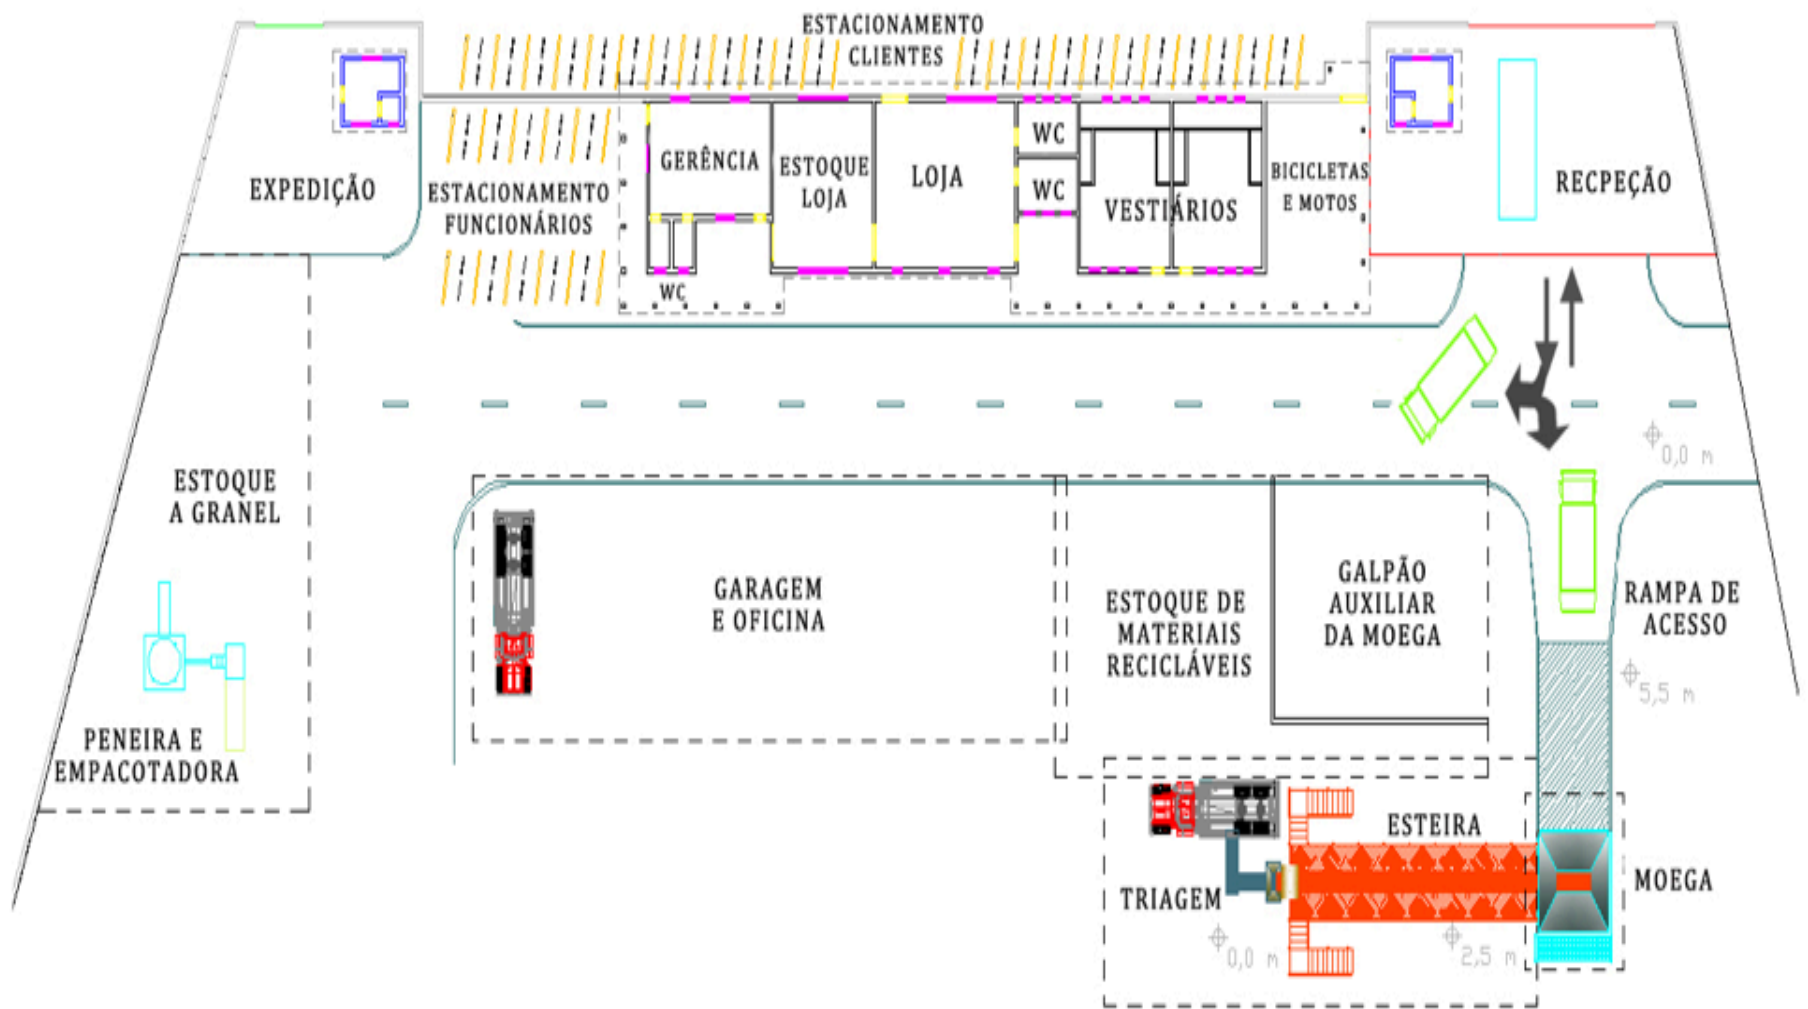 ESTACIONAMENTO
CLIENTES
EXPEDIÇÃO
ESTACIONAMENTO
FUNCIONÁRIOS
GERÊNCIA
WC
ESTOQUE
LOJA
LOJA
WC
WC
VESTIÁRIOS
BICICLETAS
E MOTOS
RECPEÇÃO
0,0 m
ESTOQUE
A GRANEL
PENEIRA E
EMPACOTADORA
GARAGEM
E OFICINA
ESTOQUE DE
MATERIAIS
RECICLÁVEIS
GALPÃO
AUXILIAR
DA MOEGA
RAMPA DE
ACESSO
5,5 m
ESTEIRA
TRIAGEM
MOEGA
0,0 m
2,5 m